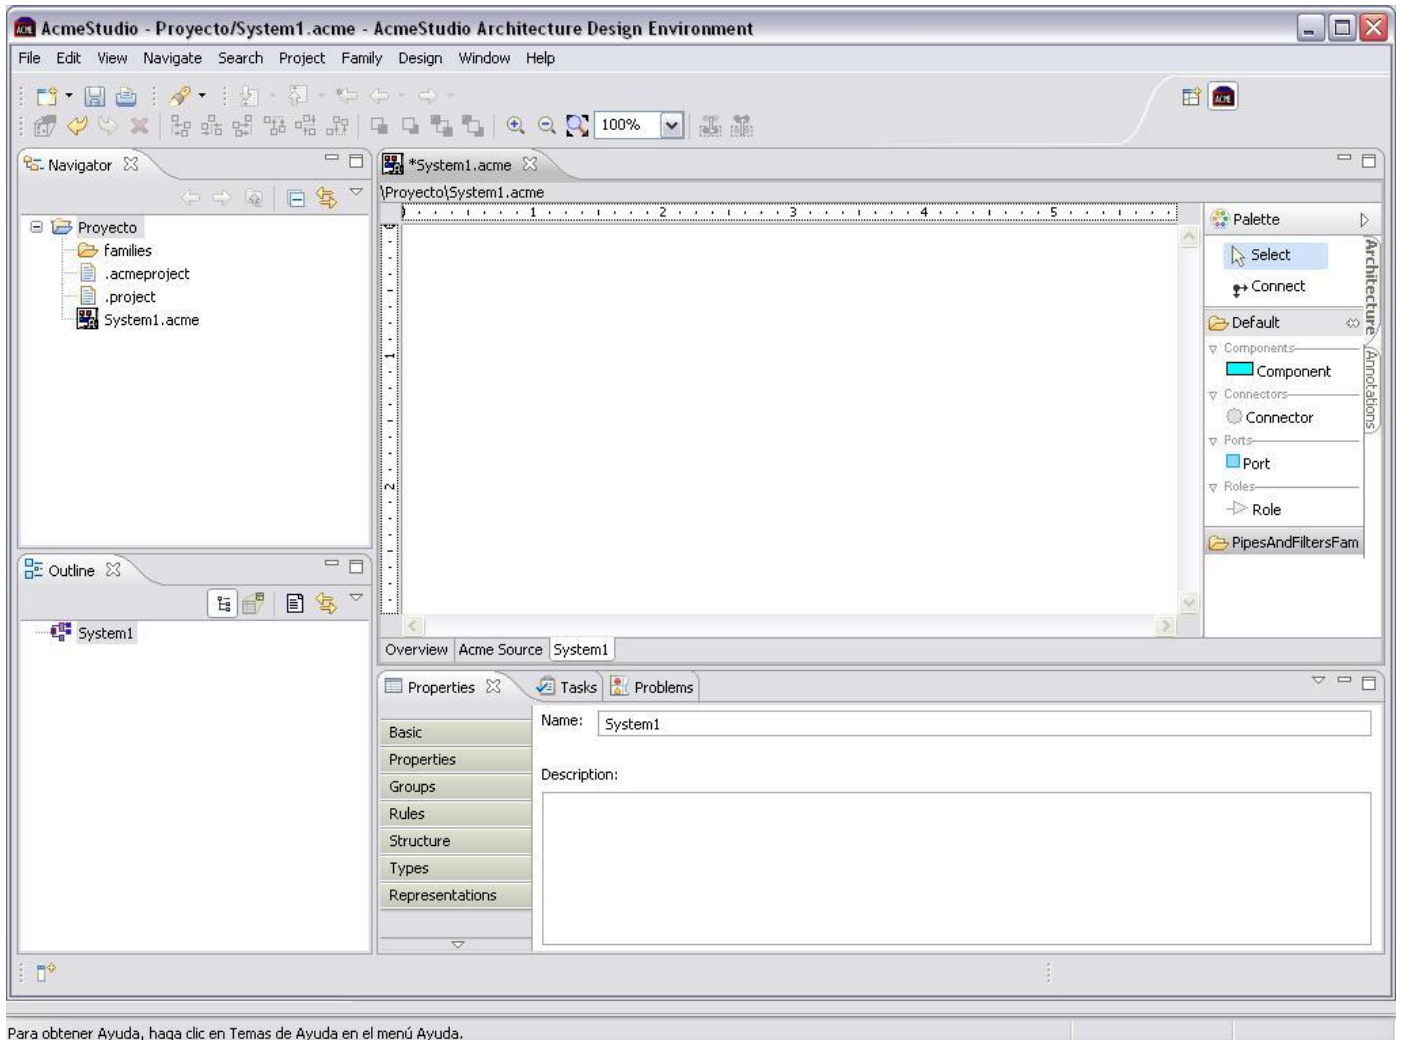 AcmeStudio - Proyecto/System1.acme - AcmeStudio Architecture Design Environment
File Edit View Navigate Search Project Family Design Window Help
ACME
100%
Navigator
*System1.acme
\Proyecto\System1.acme
1 2 3 4 5
Proyecto
families
.acmeproject
.project
System1.acme
0
1
2
Palette
Select
Connect
Default
Components
Component
Connectors
Connector
Ports
Port
Roles
Role
PipesAndFiltersFam
Architecture
Annotations
Outline
System1
Overview Acme Source System1
Properties Tasks Problems
Basic
Properties
Groups
Rules
Structure
Types
Representations
Name: System1
Description:
Para obtener Ayuda, haga clic en Temas de Ayuda en el menú Ayuda.